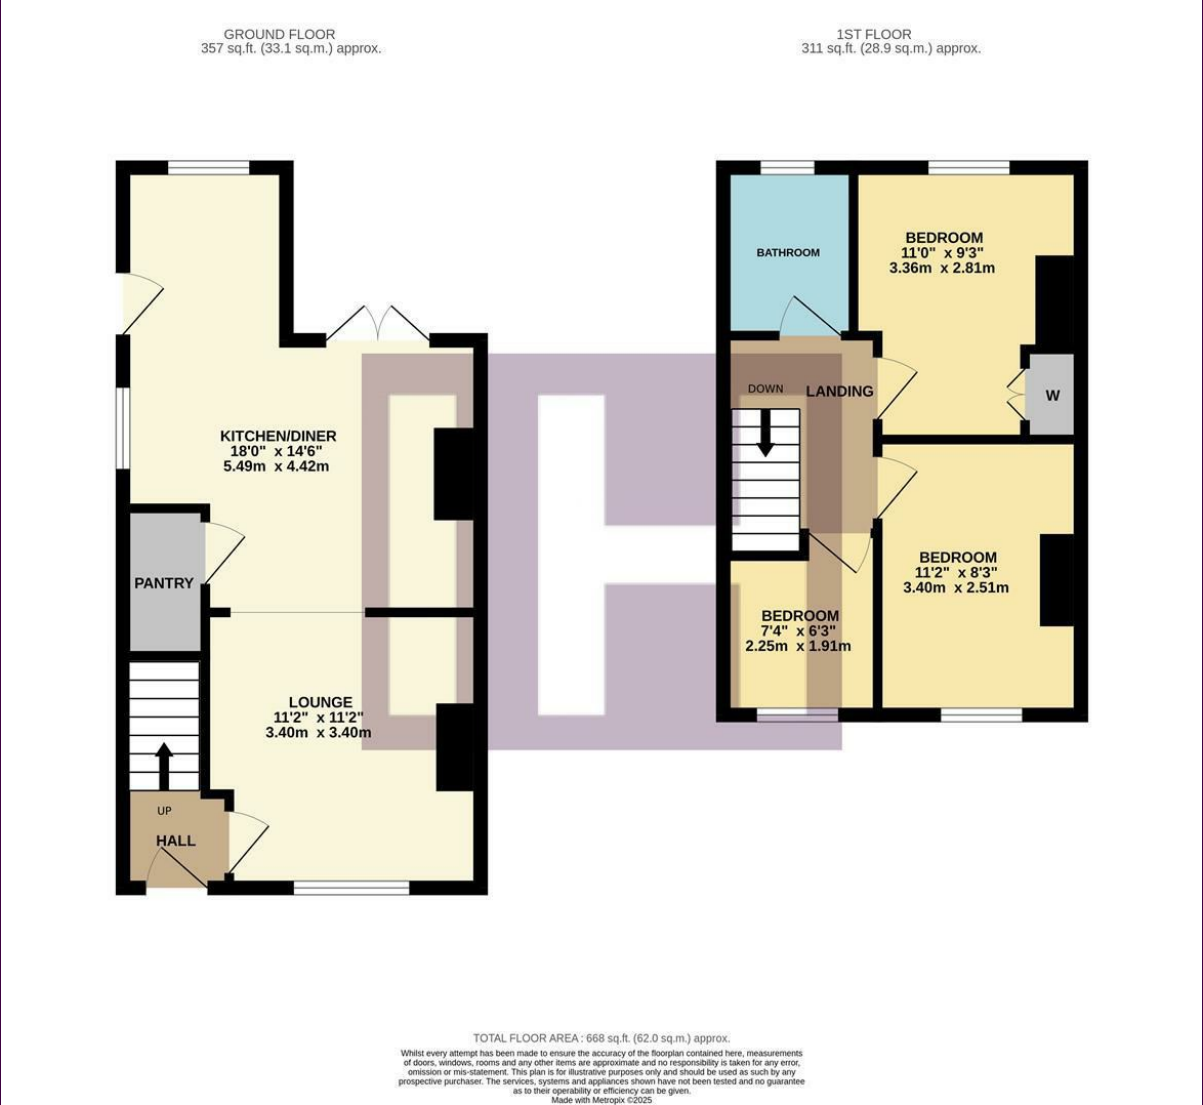 GROUND FLOOR
357 sq.ft. (33.1 sq.m.) approx.
1ST FLOOR
311 sq.ft. (28.9 sq.m.) approx.
KITCHEN/DINER
18'0" x 14'6"
5.49m x 4.42m
PANTRY
LOUNGE
11'2" x 11'2"
3.40m x 3.40m
UP
HALL
BATHROOM
BEDROOM
11'0" x 9'3"
3.36m x 2.81m
DOWN
LANDING
W
BEDROOM
11'2" x 8'3"
3.40m x 2.51m
BEDROOM
7'4" x 6'3"
2.25m x 1.91m
TOTAL FLOOR AREA : 668 sq.ft. (62.0 sq.m.) approx.
Whilst every attempt has been made to ensure the accuracy of the floorplan contained here, measurements
of doors, windows, rooms and any other items are approximate and no responsibility is taken for any error,
omission or mis-statement. This plan is for illustrative purposes only and should be used as such by any
prospective purchaser. The services, systems and appliances shown have not been tested and no guarantee
as to their operability or efficiency can be given.
Made with Metropix ©2025